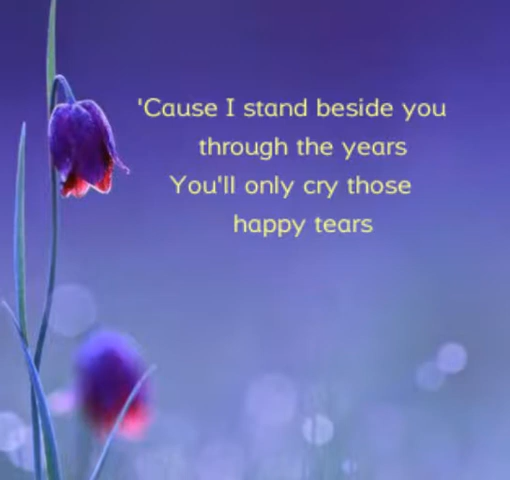 'Cause I stand beside you
through the years
You'll only cry those
happy tears